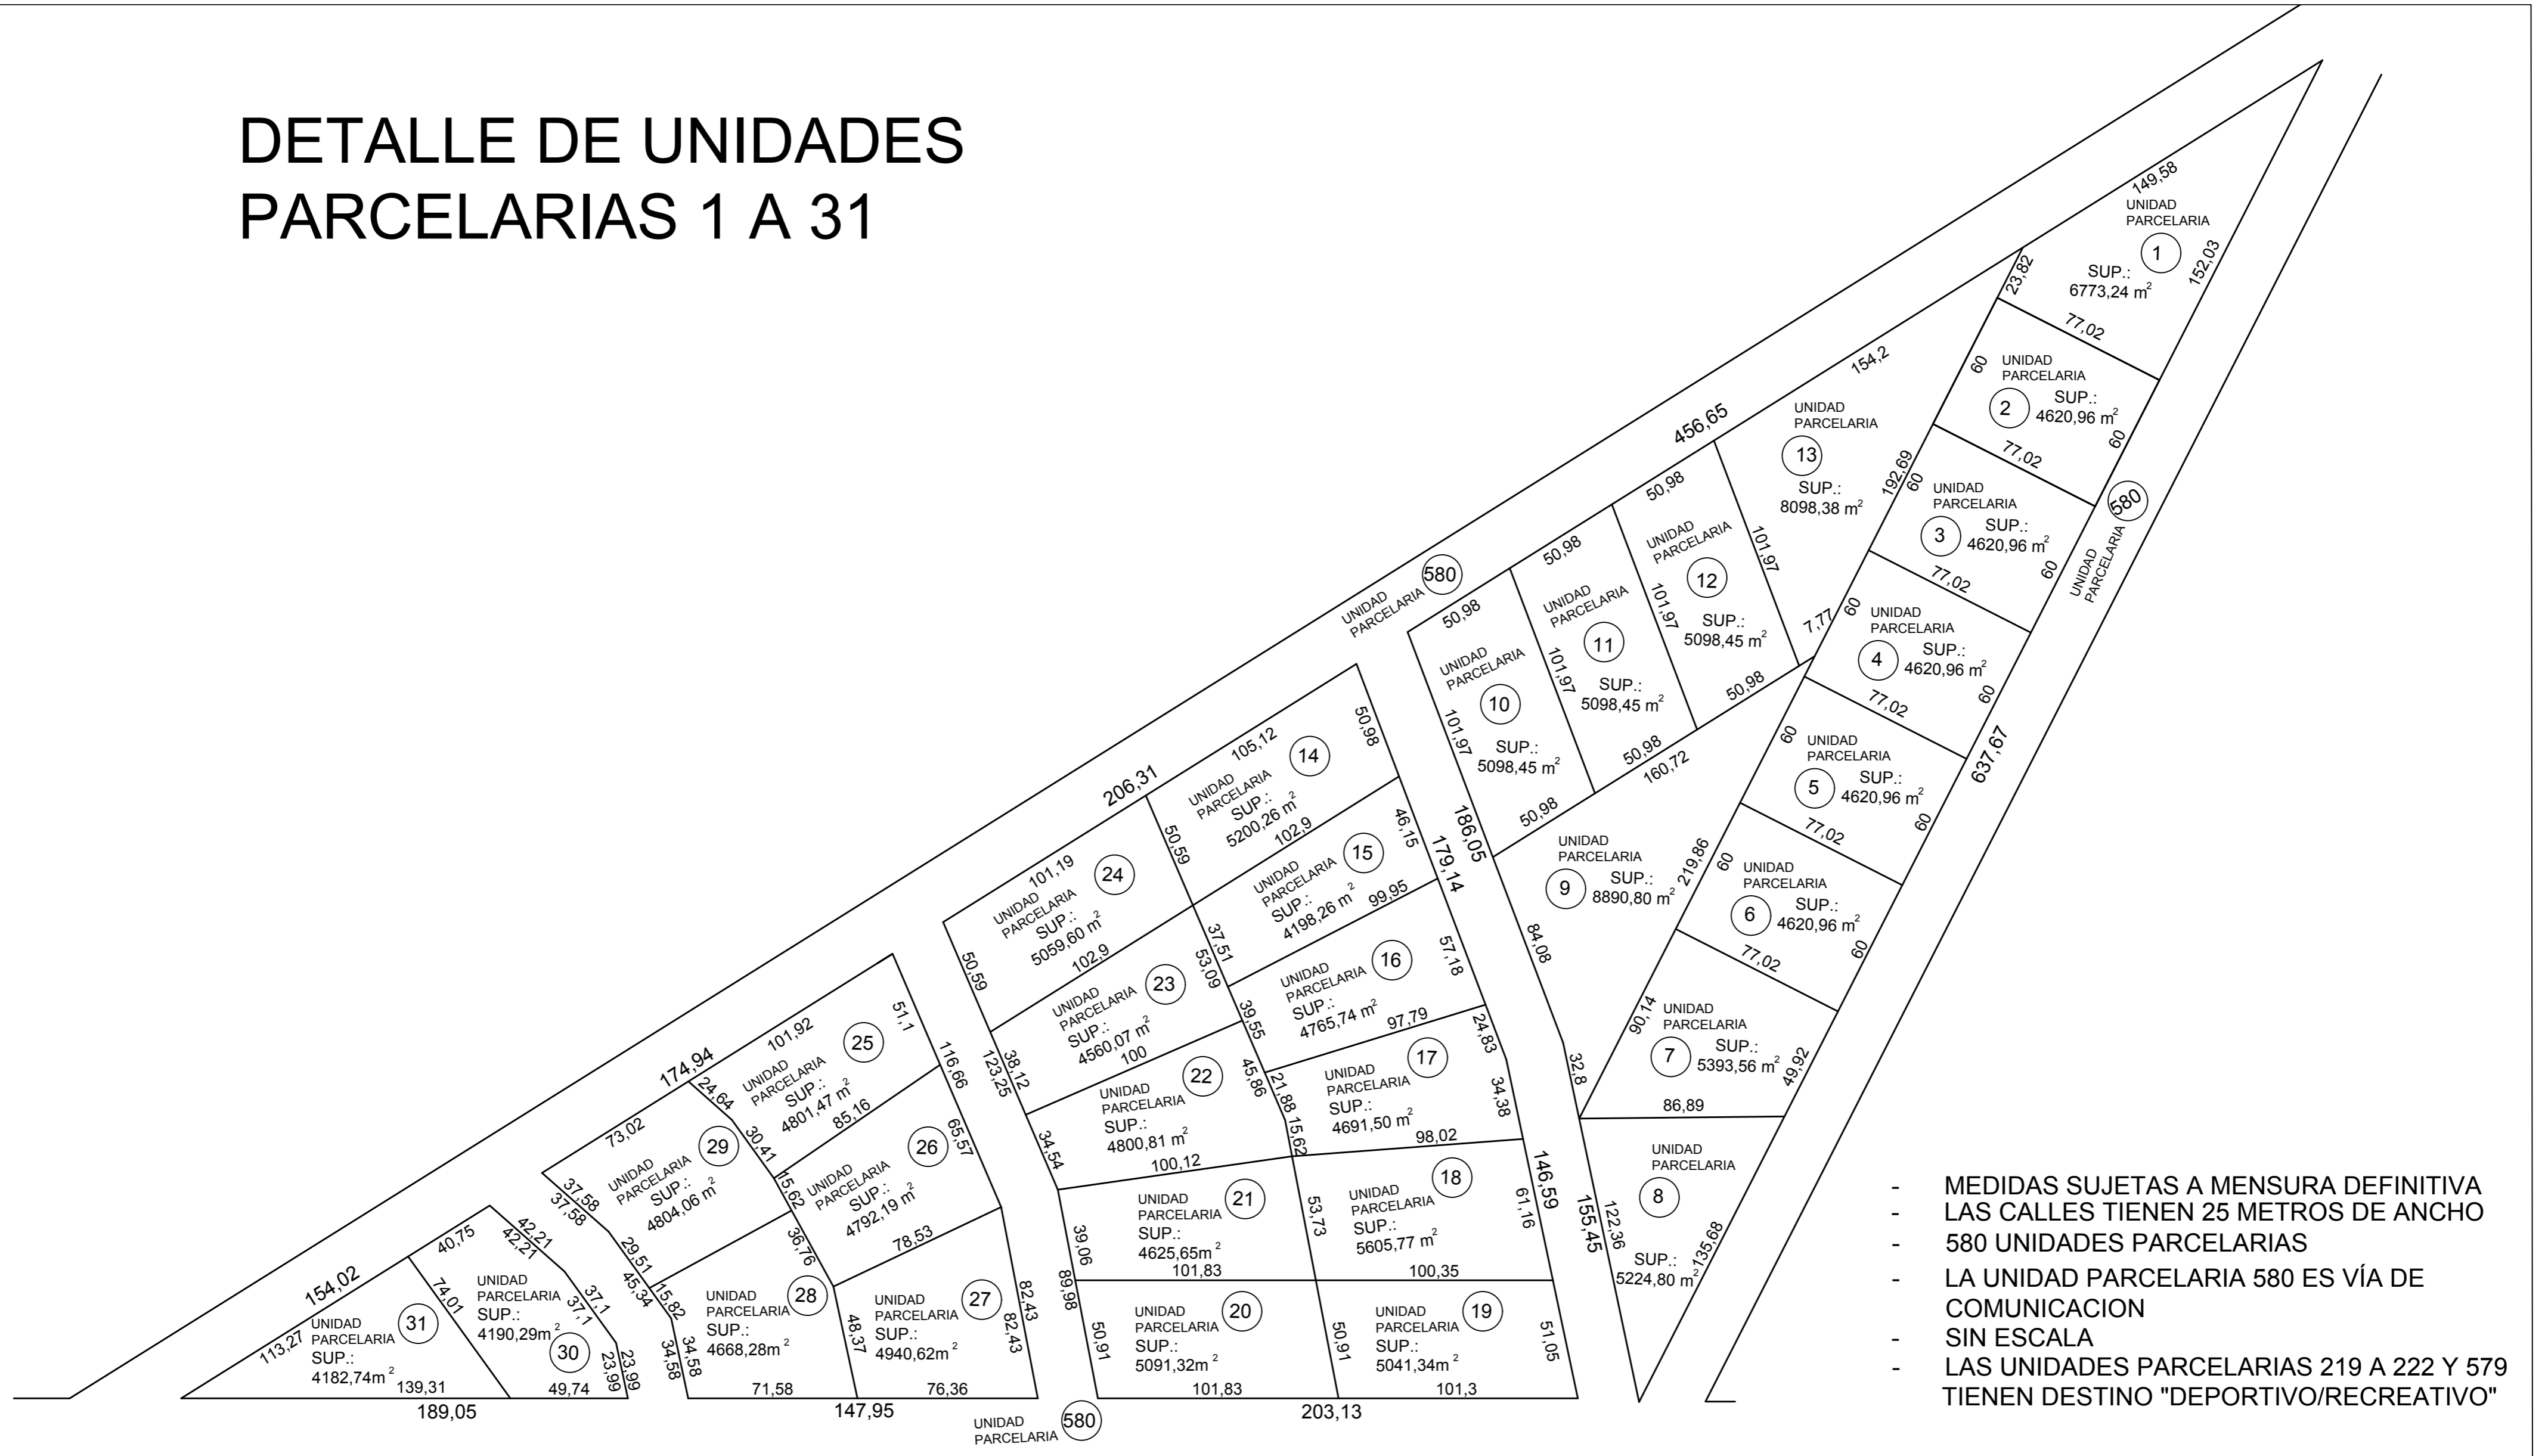 DETALLE DE UNIDADES
PARCELARIAS 1 A 31
149,58
UNIDAD
PARCELARIA
1
SUP.:
6773,24 m²
152,03
23,82
77,02
60
UNIDAD
PARCELARIA
2
SUP.:
4620,96 m²
60
77,02
192,69
60
UNIDAD
PARCELARIA
3
SUP.:
4620,96 m²
60
77,02
60
UNIDAD
PARCELARIA
4
SUP.:
4620,96 m²
60
77,02
60
UNIDAD
PARCELARIA
5
SUP.:
4620,96 m²
60
77,02
219,86
60
UNIDAD
PARCELARIA
6
SUP.:
4620,96 m²
60
77,02
90,14
UNIDAD
PARCELARIA
7
SUP.:
5393,56 m²
49,92
86,89
UNIDAD
PARCELARIA
8
SUP.:
5224,80 m²
122,36
155,45
135,68
637,67
UNIDAD
PARCELARIA
580
456,65
154,2
UNIDAD
PARCELARIA
13
SUP.:
8098,38 m²
101,97
7,77
50,98
UNIDAD
PARCELARIA
12
SUP.:
5098,45 m²
101,97
50,98
50,98
UNIDAD
PARCELARIA
11
SUP.:
5098,45 m²
101,97
50,98
160,72
50,98
UNIDAD
PARCELARIA
10
SUP.:
5098,45 m²
101,97
50,98
186,05
UNIDAD
PARCELARIA
9
SUP.:
8890,80 m²
84,08
32,8
UNIDAD
PARCELARIA
580
206,31
105,12
UNIDAD
PARCELARIA
14
SUP.:
5200,26 m²
50,98
50,59
102,9
UNIDAD
PARCELARIA
15
SUP.:
4198,26 m²
46,15
179,14
37,51
53,09
99,95
UNIDAD
PARCELARIA
16
SUP.:
4765,74 m²
57,18
39,55
97,79
24,83
UNIDAD
PARCELARIA
17
SUP.:
4691,50 m²
34,38
45,86
21,88
15,62
98,02
146,59
UNIDAD
PARCELARIA
18
SUP.:
5605,77 m²
61,16
53,73
100,35
UNIDAD
PARCELARIA
19
SUP.:
5041,34m²
51,05
50,91
101,3
101,19
UNIDAD
PARCELARIA
24
SUP.:
5059,60 m²
50,59
102,9
UNIDAD
PARCELARIA
23
SUP.:
4560,07 m²
38,12
123,25
100
UNIDAD
PARCELARIA
22
SUP.:
4800,81 m²
34,54
100,12
UNIDAD
PARCELARIA
21
SUP.:
4625,65m²
39,06
89,98
101,83
UNIDAD
PARCELARIA
20
SUP.:
5091,32m²
50,91
101,83
203,13
174,94
101,92
UNIDAD
PARCELARIA
25
SUP.:
4801,47 m²
51,1
116,66
24,64
30,41
85,16
UNIDAD
PARCELARIA
26
SUP.:
4792,19 m²
65,57
15,62
36,76
78,53
UNIDAD
PARCELARIA
27
SUP.:
4940,62m²
82,43
82,43
48,37
76,36
73,02
UNIDAD
PARCELARIA
29
SUP.:
4804,06 m²
37,58
37,58
29,51
45,34
15,82
UNIDAD
PARCELARIA
28
SUP.:
4668,28m²
34,58
34,58
71,58
147,95
UNIDAD
PARCELARIA
580
154,02
40,75
42,21
42,21
UNIDAD
PARCELARIA
SUP.:
4190,29m²
30
37,1
37,1
23,99
23,99
74,01
49,74
113,27
UNIDAD
PARCELARIA
31
SUP.:
4182,74m²
139,31
189,05
- MEDIDAS SUJETAS A MENSURA DEFINITIVA
- LAS CALLES TIENEN 25 METROS DE ANCHO
- 580 UNIDADES PARCELARIAS
- LA UNIDAD PARCELARIA 580 ES VÍA DE
COMUNICACION
- SIN ESCALA
- LAS UNIDADES PARCELARIAS 219 A 222 Y 579
TIENEN DESTINO "DEPORTIVO/RECREATIVO"